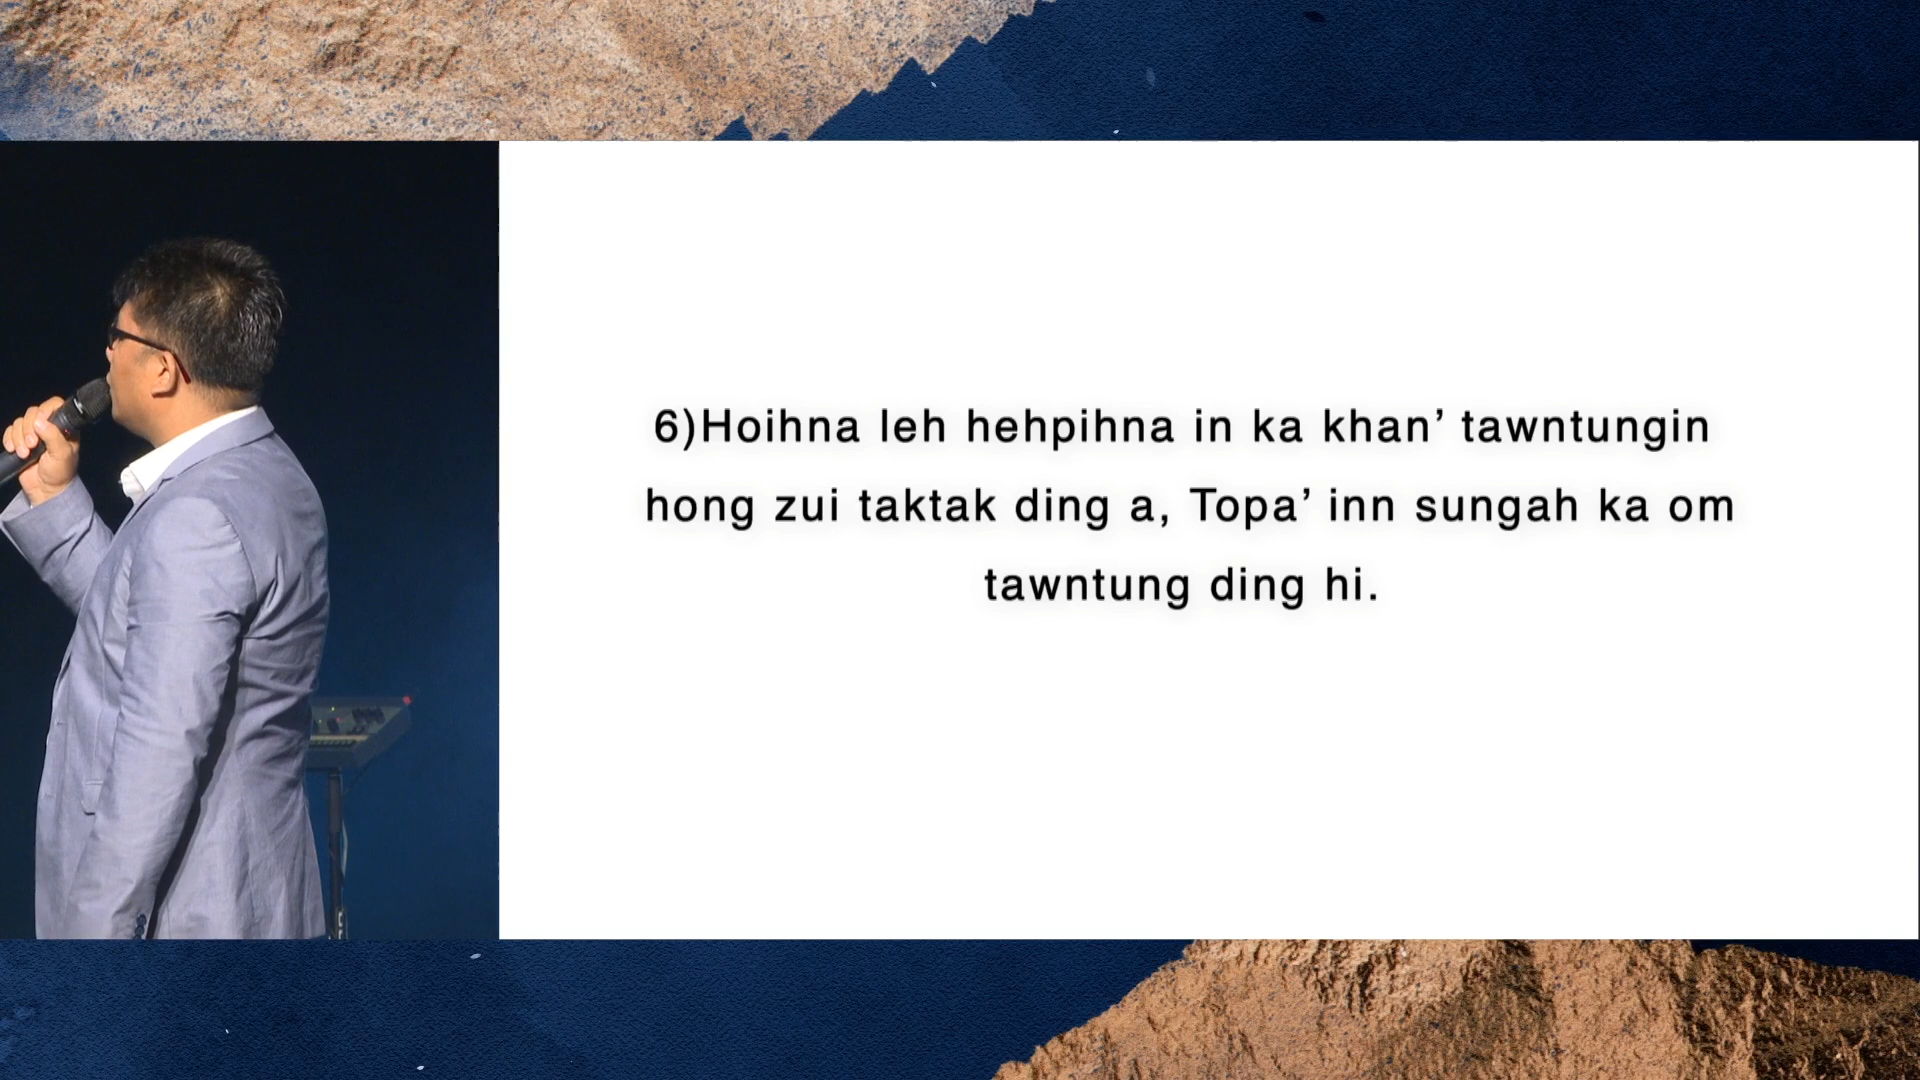 6)Hoihna leh hehpihna in ka khan’ tawntungin
hong zui taktak ding a, Topa’ inn sungah ka om
tawntung ding hi.